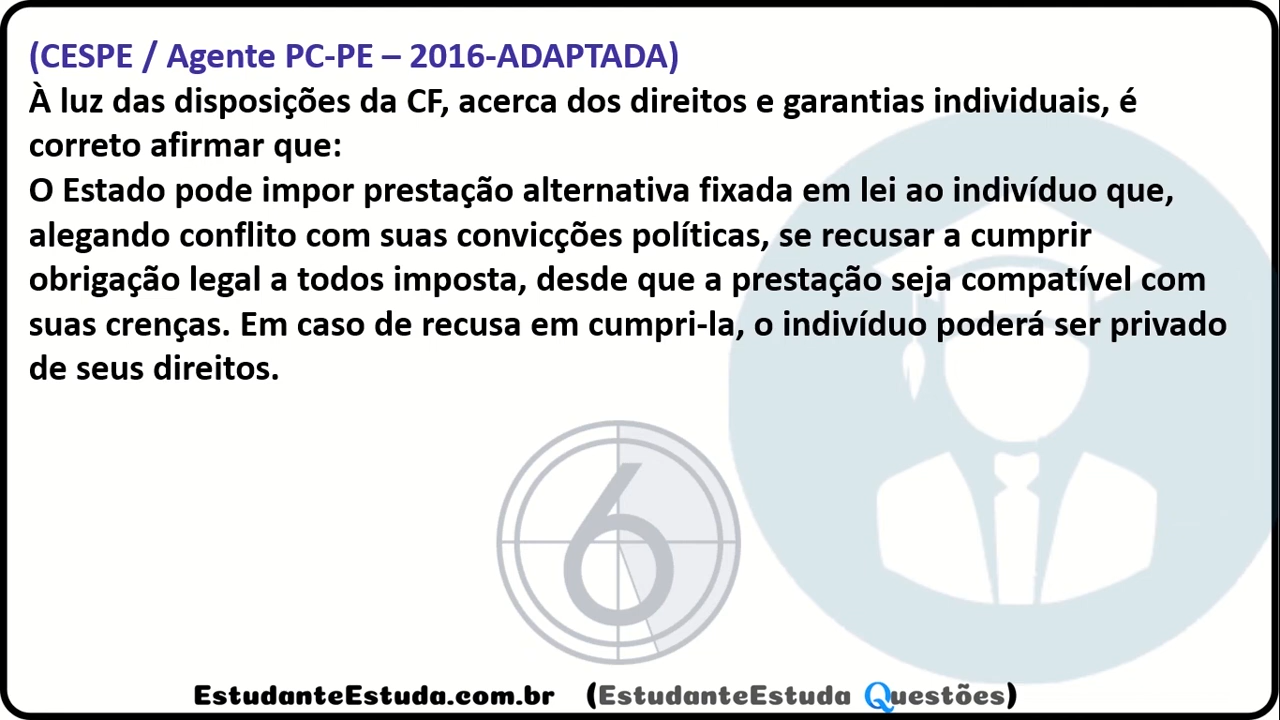 (CESPE / Agente PC-PE – 2016-ADAPTADA)
À luz das disposições da CF, acerca dos direitos e garantias individuais, é
correto afirmar que:
O Estado pode impor prestação alternativa fixada em lei ao indivíduo que,
alegando conflito com suas convicções políticas, se recusar a cumprir
obrigação legal a todos imposta, desde que a prestação seja compatível com
suas crenças. Em caso de recusa em cumpri-la, o indivíduo poderá ser privado
de seus direitos.
6
EstudanteEstuda.com.br (EstudanteEstuda Questões)